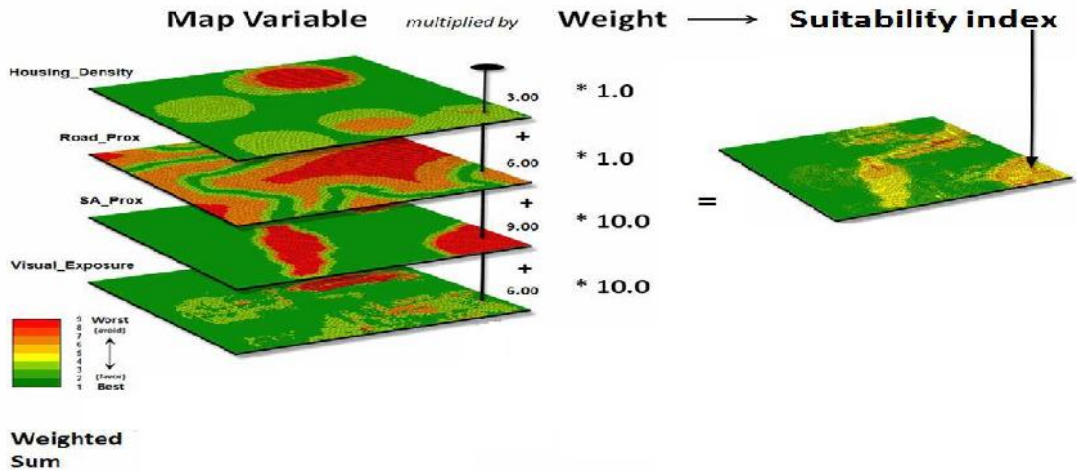 Map Variable multiplied by Weight Suitability index
Housing_Density
3.00 * 1.0
+
Road_Prox
6.00 * 1.0
+
SA_Prox
9.00 * 10.0
=
+
Visual_Exposure
6.00 * 10.0
9 Worst
8 (avoid)
7
6
5
4
3 (favor)
2 Best
1
Weighted
Sum